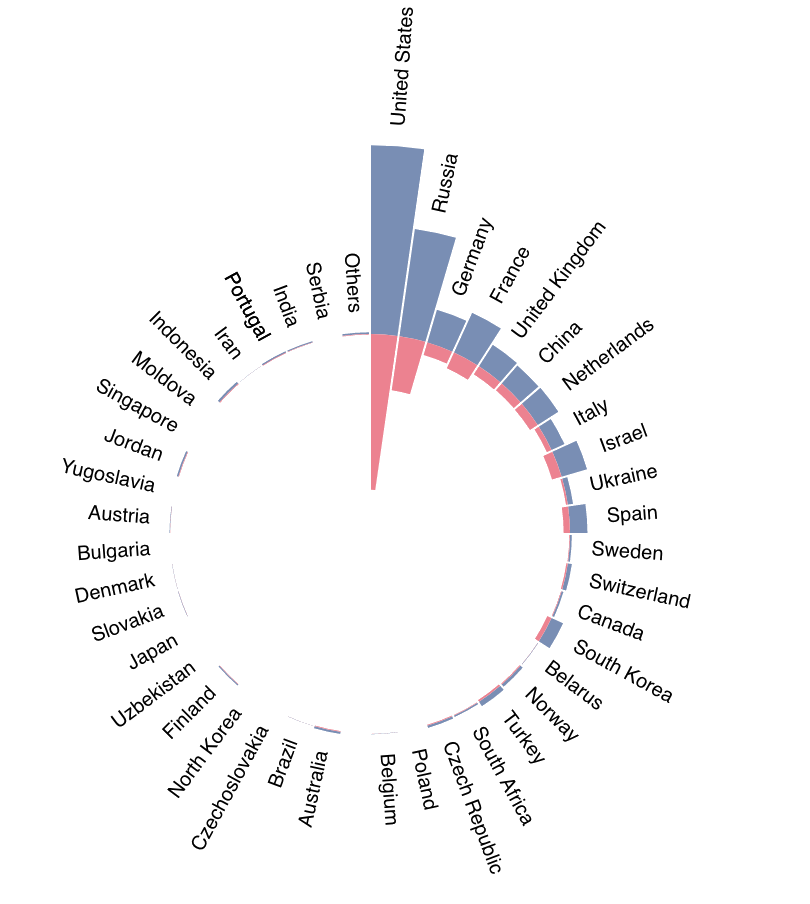 United States
Russia
Germany
France
United Kingdom
China
Netherlands
Italy
Israel
Ukraine
Spain
Sweden
Switzerland
Canada
South Korea
Belarus
Norway
Turkey
South Africa
Czech Republic
Poland
Belgium
Australia
Brazil
Czechoslovakia
North Korea
Finland
Uzbekistan
Japan
Slovakia
Denmark
Bulgaria
Austria
Yugoslavia
Jordan
Singapore
Moldova
Indonesia
Iran
Portugal
India
Serbia
Others